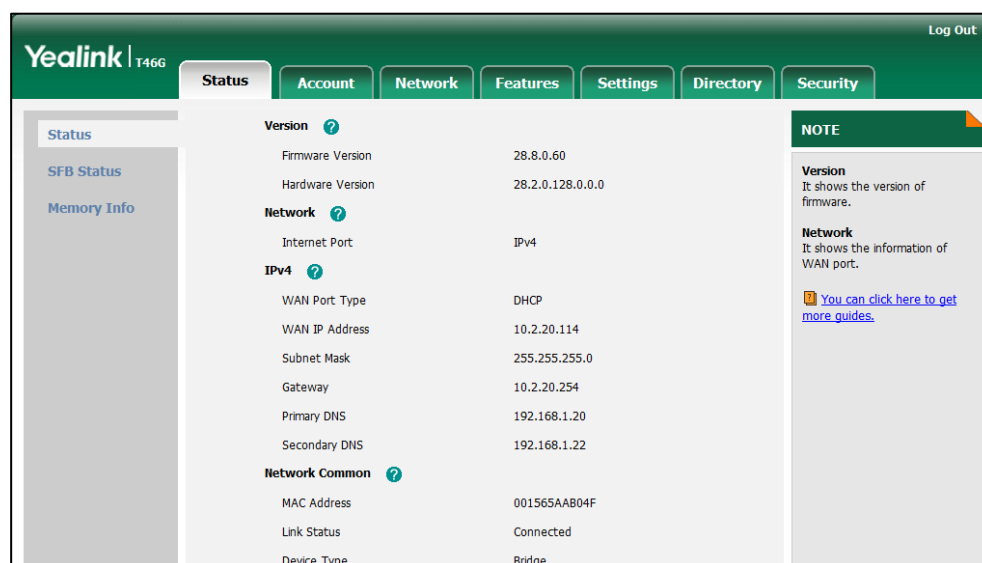 Log Out
Yealink T46G
Status Account Network Features Settings Directory Security
Status
SFB Status
Memory Info
Version ?
Firmware Version 28.8.0.60
Hardware Version 28.2.0.128.0.0.0
Network ?
Internet Port IPv4
IPv4 ?
WAN Port Type DHCP
WAN IP Address 10.2.20.114
Subnet Mask 255.255.255.0
Gateway 10.2.20.254
Primary DNS 192.168.1.20
Secondary DNS 192.168.1.22
Network Common ?
MAC Address 001565AAB04F
Link Status Connected
Device Type Bridge
NOTE
Version
It shows the version of
firmware.
Network
It shows the information of
WAN port.
? You can click here to get
more guides.